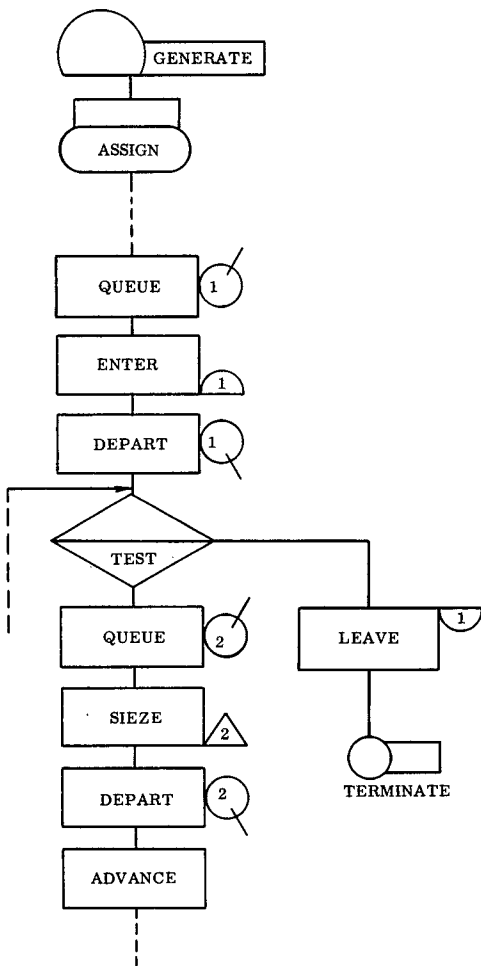 GENERATE
ASSIGN
QUEUE 1
ENTER 1
DEPART 1
TEST
QUEUE 2
LEAVE 1
SIEZE 2
DEPART 2
TERMINATE
ADVANCE